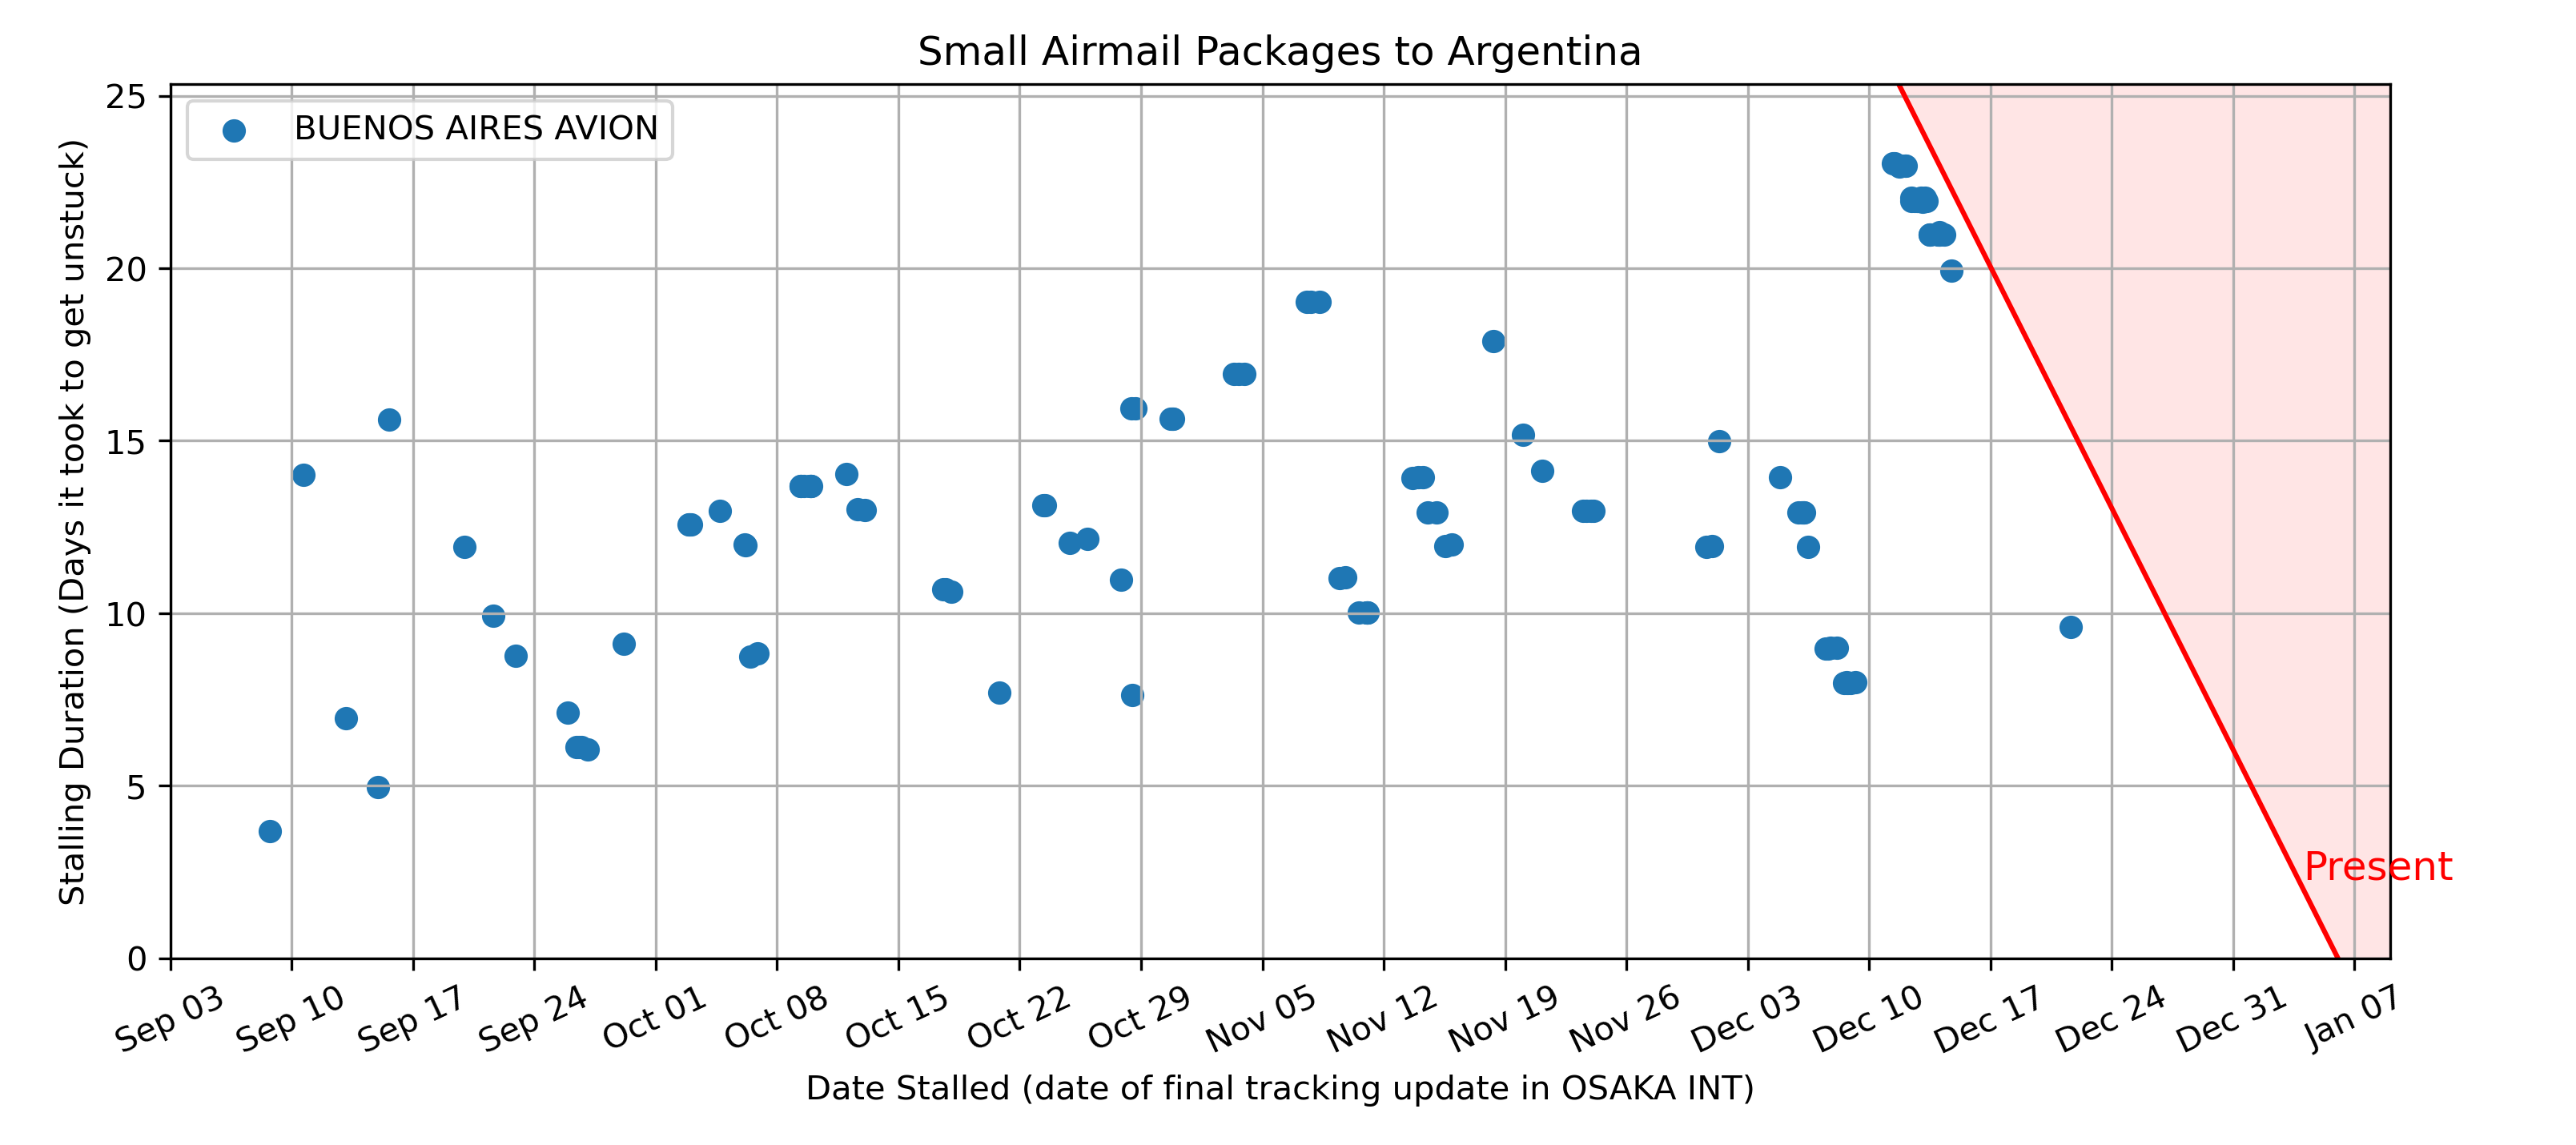 Small Airmail Packages to Argentina
BUENOS AIRES AVION
Stalling Duration (Days it took to get unstuck)
25
20
15
10
5
0
Present
Sep 03
Sep 10
Sep 17
Sep 24
Oct 01
Oct 08
Oct 15
Oct 22
Oct 29
Nov 05
Nov 12
Nov 19
Nov 26
Dec 03
Dec 10
Dec 17
Dec 24
Dec 31
Jan 07
Date Stalled (date of final tracking update in OSAKA INT)